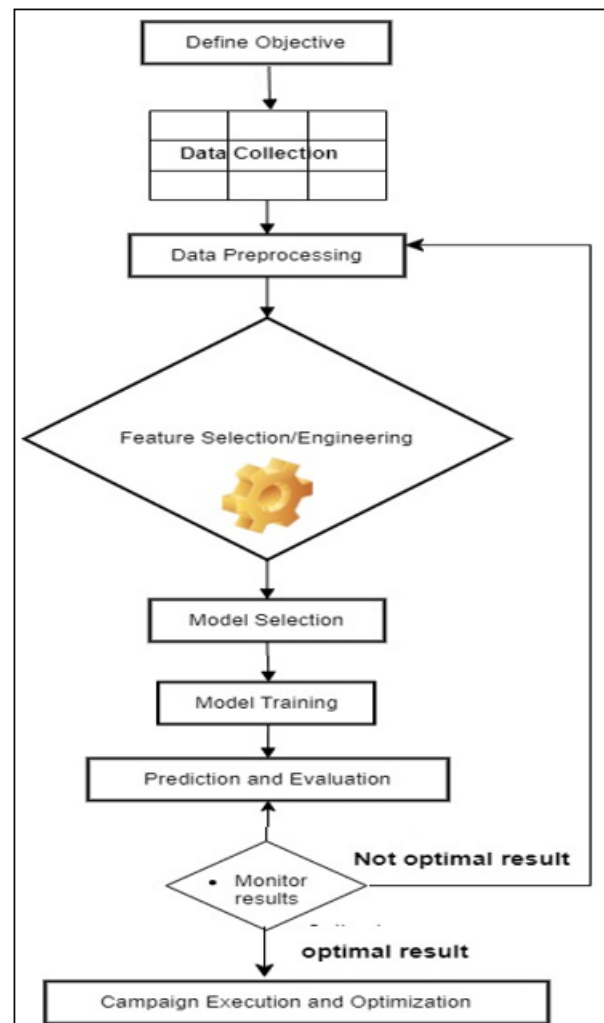 Define Objective
Data Collection
Data Preprocessing
Feature Selection/Engineering
Model Selection
Model Training
Prediction and Evaluation
Not optimal result
• Monitor
results
optimal result
Campaign Execution and Optimization